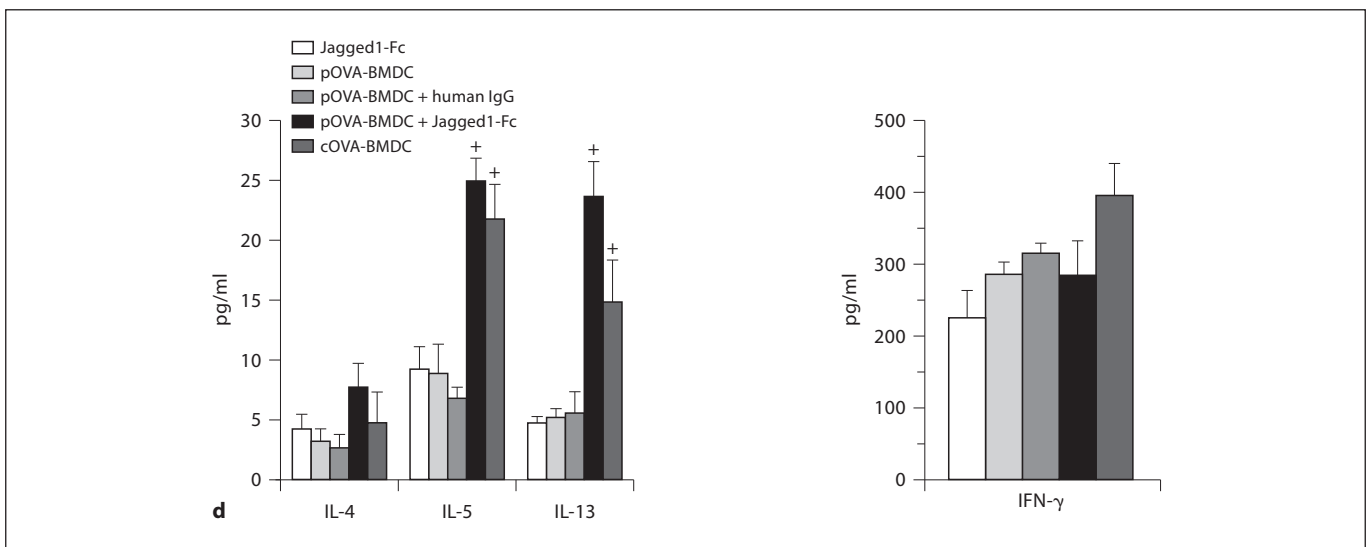 Jagged1-Fc
pOVA-BMDC
pOVA-BMDC + human IgG
pOVA-BMDC + Jagged1-Fc
cOVA-BMDC
30
25
20
15
10
5
0
pg/ml
+
+
+
+
IL-4
IL-5
IL-13
d
500
400
300
200
100
0
pg/ml
IFN-γ